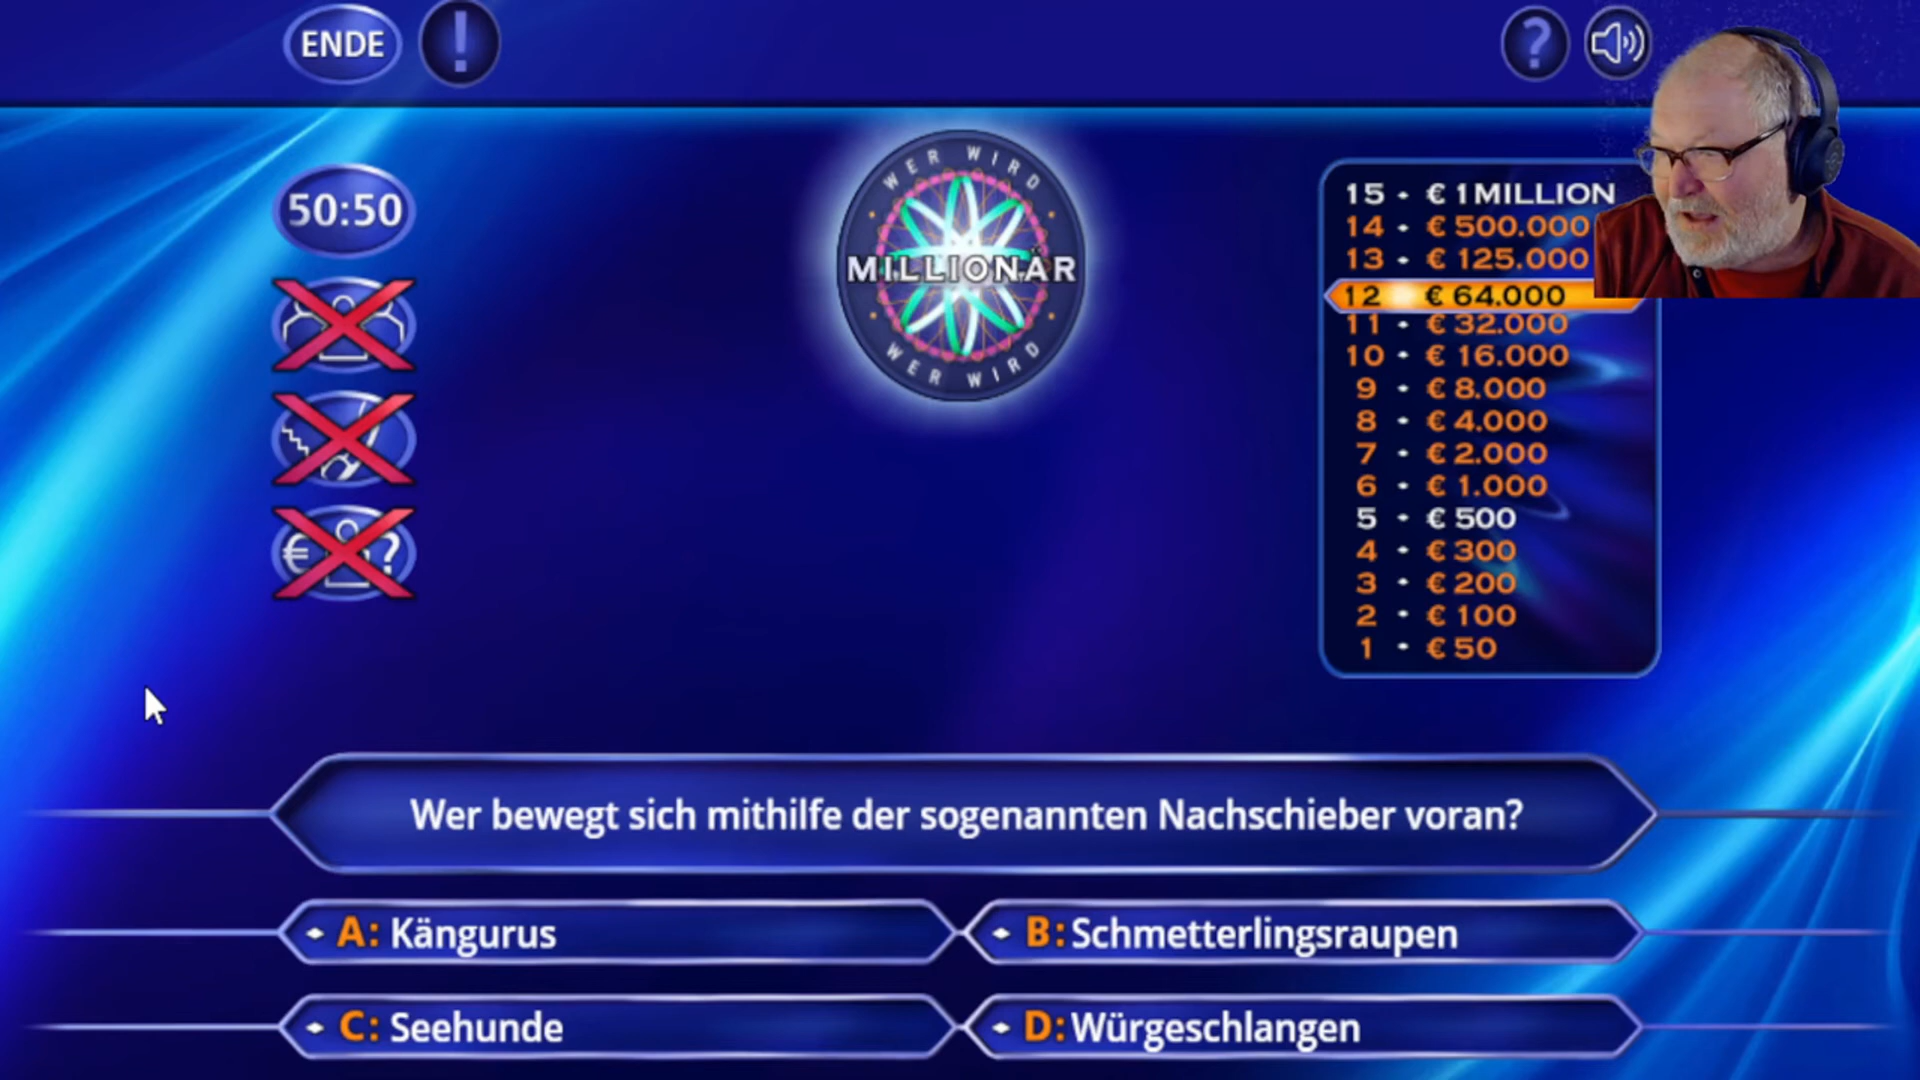 ENDE
!
?
50:50
€ ?
WER WIRD
MILLIONÄR
WER WIRD
15 · € 1 MILLION
14 · € 500.000
13 · € 125.000
12 € 64.000
11 · € 32.000
10 · € 16.000
9 · € 8.000
8 · € 4.000
7 · € 2.000
6 · € 1.000
5 · € 500
4 · € 300
3 · € 200
2 · € 100
1 · € 50
Wer bewegt sich mithilfe der sogenannten Nachschieber voran?
A: Kängurus
B: Schmetterlingsraupen
C: Seehunde
D: Würgeschlangen